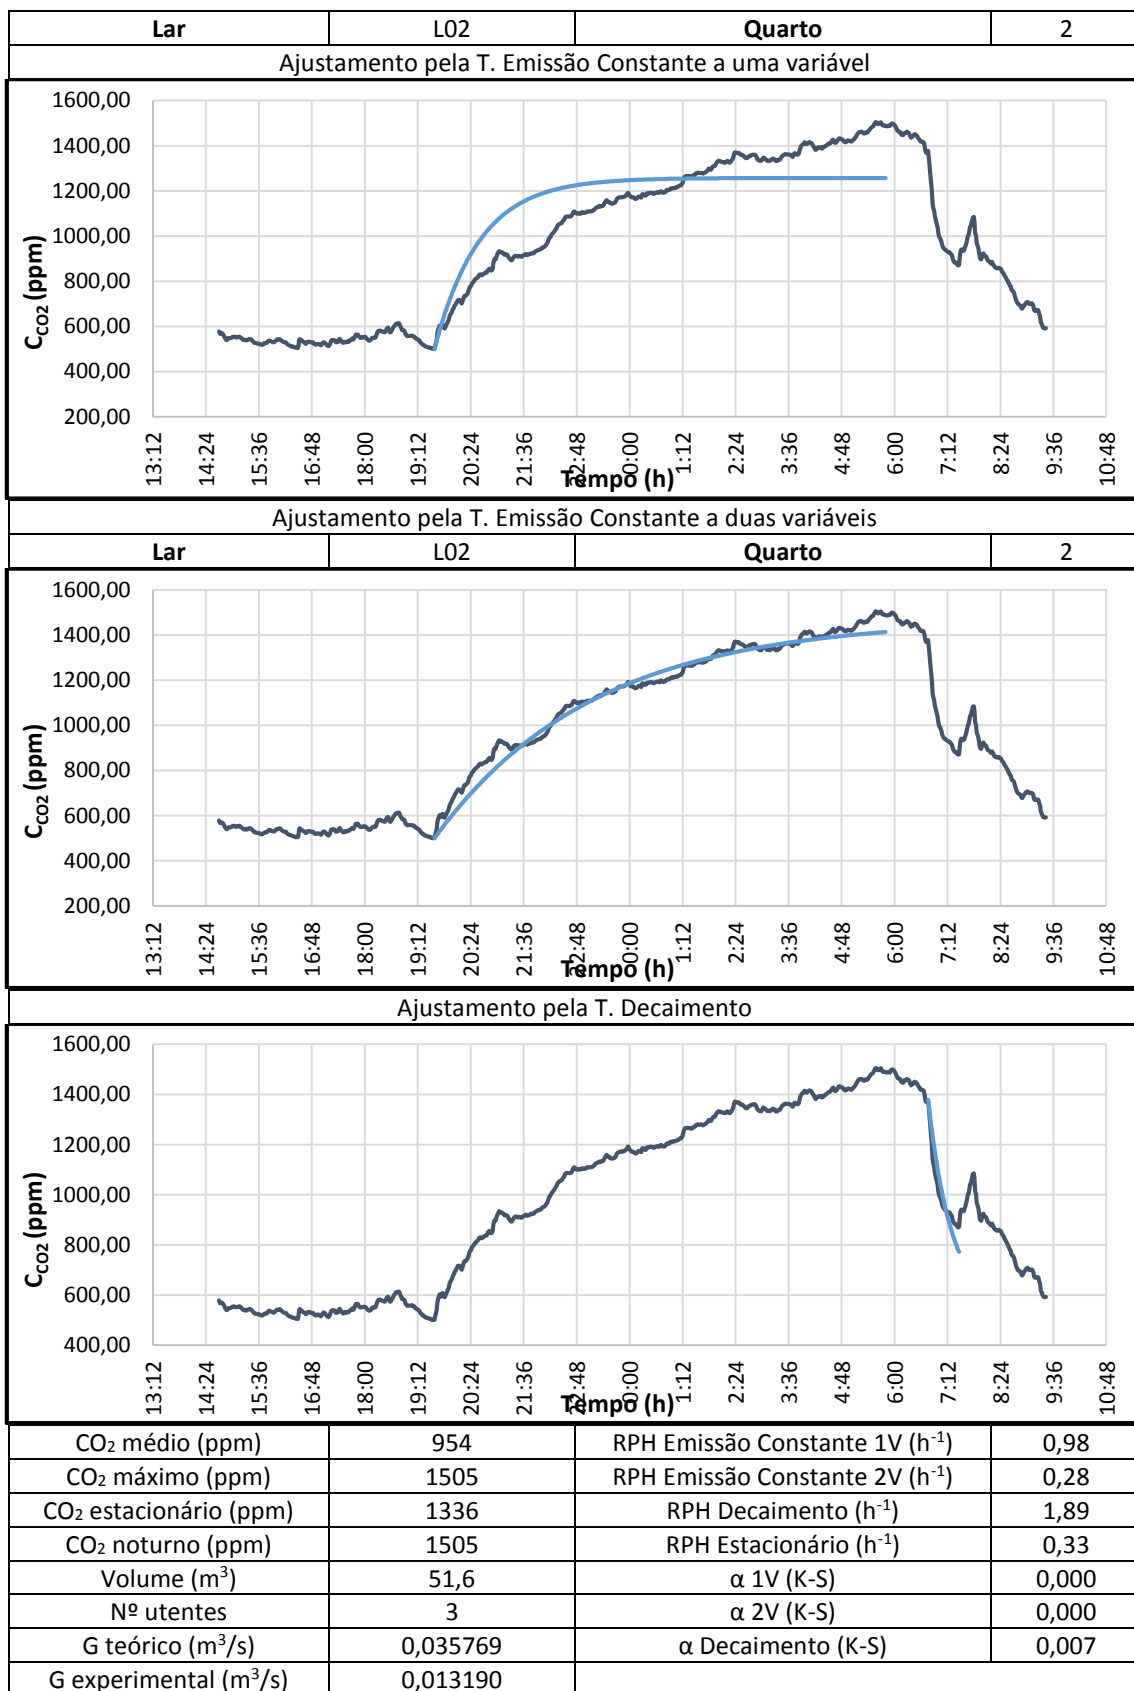 Lar L02 Quarto 2
Ajustamento pela T. Emissão Constante a uma variável
1600,00
1400,00
1200,00
1000,00
800,00
600,00
400,00
200,00
C_CO2 (ppm)
13:12 14:24 15:36 16:48 18:00 19:12 20:24 21:36 22:48 0:00 1:12 2:24 3:36 4:48 6:00 7:12 8:24 9:36 10:48
Tempo (h)
Ajustamento pela T. Emissão Constante a duas variáveis
Lar L02 Quarto 2
1600,00
1400,00
1200,00
1000,00
800,00
600,00
400,00
200,00
C_CO2 (ppm)
13:12 14:24 15:36 16:48 18:00 19:12 20:24 21:36 22:48 0:00 1:12 2:24 3:36 4:48 6:00 7:12 8:24 9:36 10:48
Tempo (h)
Ajustamento pela T. Decaimento
1600,00
1400,00
1200,00
1000,00
800,00
600,00
400,00
C_CO2 (ppm)
13:12 14:24 15:36 16:48 18:00 19:12 20:24 21:36 22:48 0:00 1:12 2:24 3:36 4:48 6:00 7:12 8:24 9:36 10:48
Tempo (h)
CO₂ médio (ppm) 954 RPH Emissão Constante 1V (h⁻¹) 0,98
CO₂ máximo (ppm) 1505 RPH Emissão Constante 2V (h⁻¹) 0,28
CO₂ estacionário (ppm) 1336 RPH Decaimento (h⁻¹) 1,89
CO₂ noturno (ppm) 1505 RPH Estacionário (h⁻¹) 0,33
Volume (m³) 51,6 α 1V (K-S) 0,000
Nº utentes 3 α 2V (K-S) 0,000
G teórico (m³/s) 0,035769 α Decaimento (K-S) 0,007
G experimental (m³/s) 0,013190